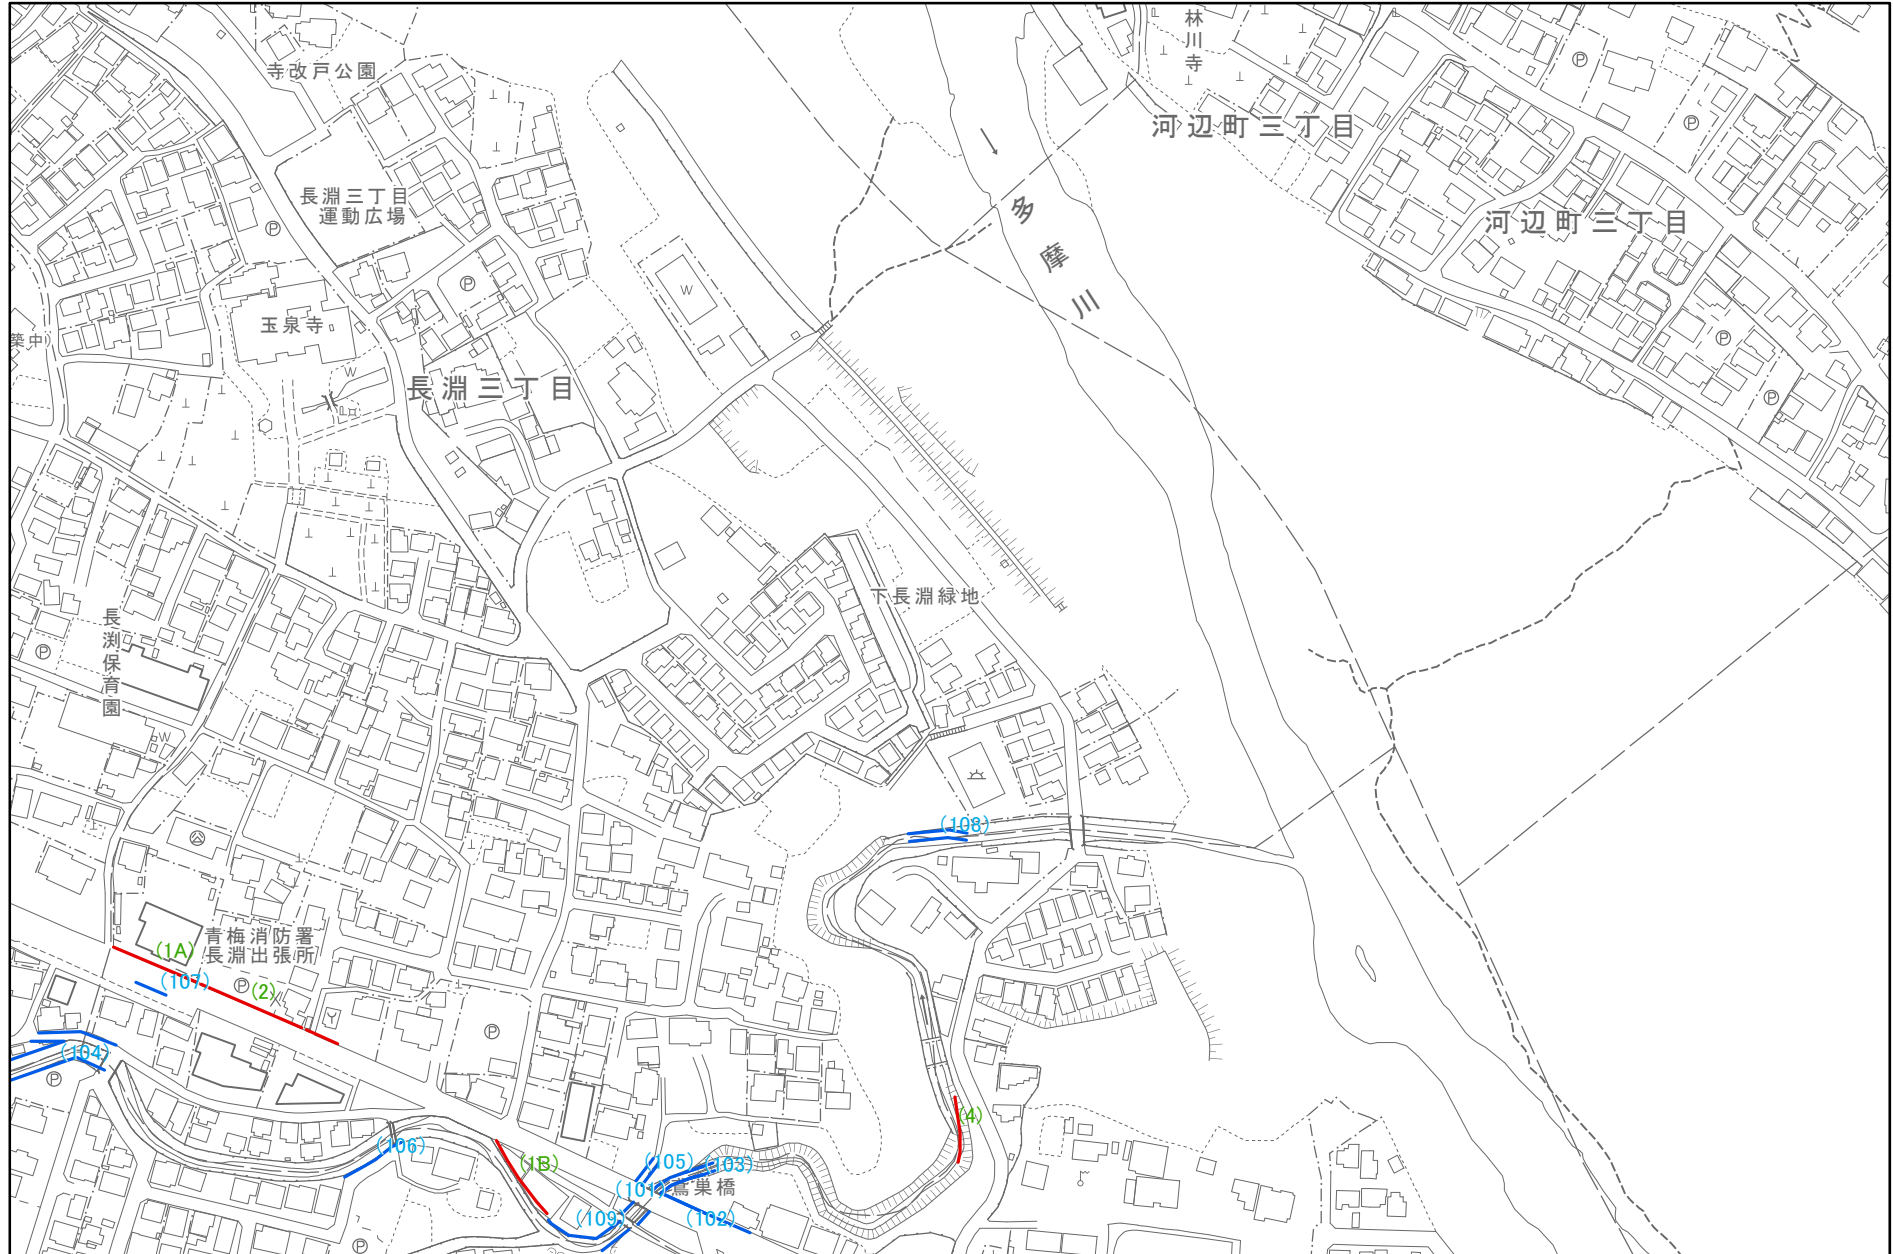 林川寺
寺改戸公園
河辺町三丁目
長淵三丁目
運動広場
多摩川
河辺町三丁目
玉泉寺
築中
長淵三丁目
下長淵緑地
長渕保育園
(108)
青梅消防署
長淵出張所
(1A)
(107)
(2)
(104)
(4)
(106)
(1B)
(105)
(103)
(101)
鳶巣橋
(109)
(102)